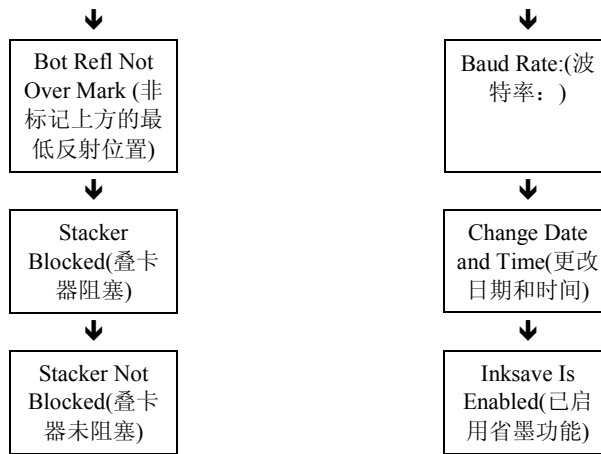 Bot Refl Not
Over Mark (非
标记上方的最
低反射位置)
Stacker
Blocked(叠卡
器阻塞)
Stacker Not
Blocked(叠卡
器未阻塞)
Baud Rate:(波
特率：)
Change Date
and Time(更改
日期和时间)
Inksave Is
Enabled(已启
用省墨功能)